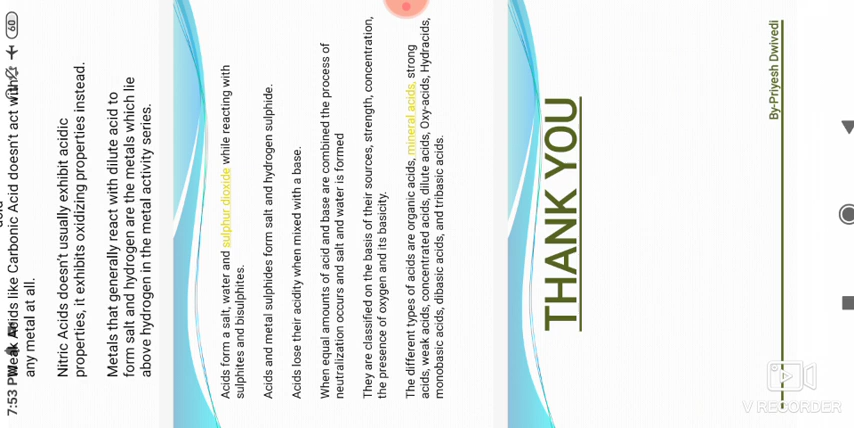 7:53 PM
60
Weak Acids like Carbonic Acid doesn't act with
any metal at all.
Nitric Acids doesn't usually exhibit acidic
properties, it exhibits oxidizing properties instead.
Metals that generally react with dilute acid to
form salt and hydrogen are the metals which lie
above hydrogen in the metal activity series.
Acids form a salt, water and sulphur dioxide while reacting with
sulphites and bisulphites.
Acids and metal sulphides form salt and hydrogen sulphide.
Acids lose their acidity when mixed with a base.
When equal amounts of acid and base are combined the process of
neutralization occurs and salt and water is formed
They are classified on the basis of their sources, strength, concentration,
the presence of oxygen and its basicity.
The different types of acids are organic acids, mineral acids, strong
acids, weak acids, concentrated acids, dilute acids, Oxy-acids, Hydracids,
monobasic acids, dibasic acids, and tribasic acids.
THANK YOU
By-Priyesh Dwivedi
V RECORDER